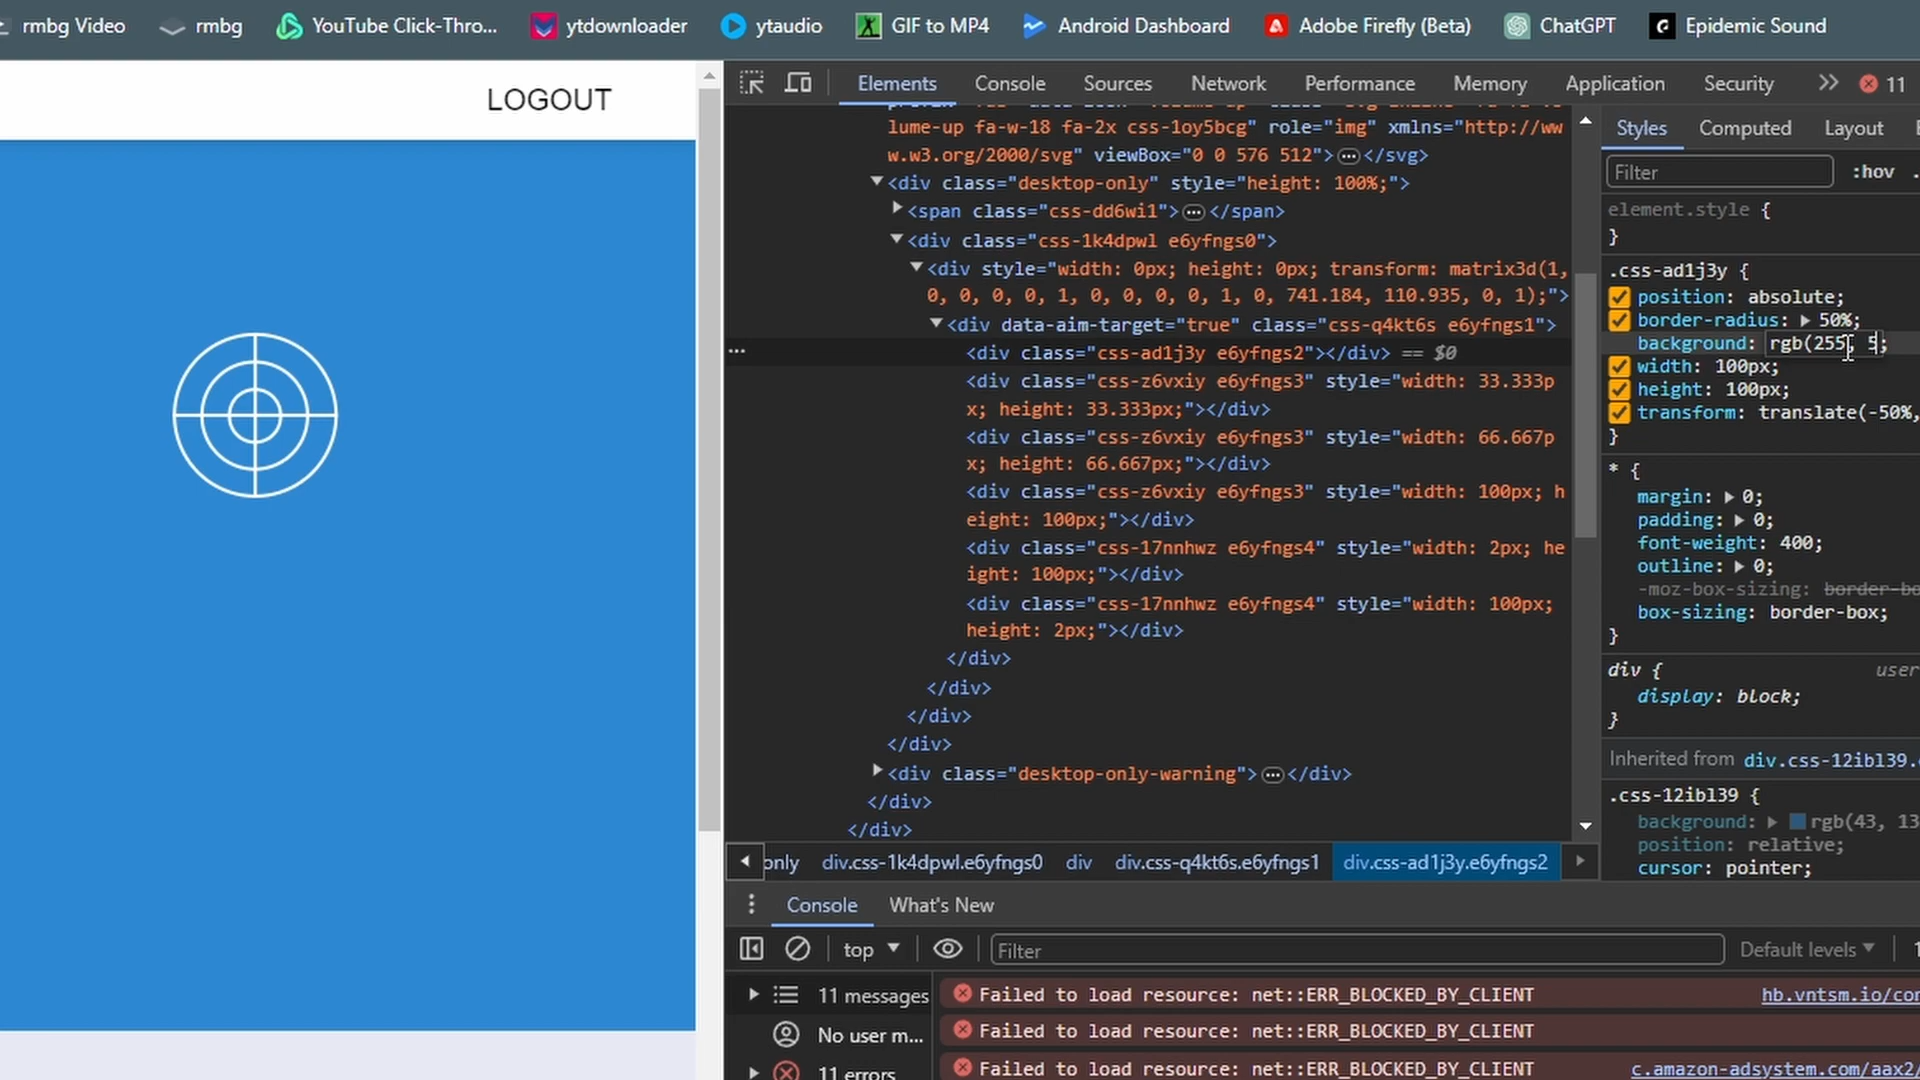 rmbg Video rmbg YouTube Click-Thro... ytdownloader ytaudio GIF to MP4 Android Dashboard Adobe Firefly (Beta) ChatGPT Epidemic Sound
LOGOUT
Elements Console Sources Network Performance Memory Application Security 11
lume-up fa-w-18 fa-2x css-1oy5bcg" role="img" xmlns="http://ww
w.w3.org/2000/svg" viewBox="0 0 576 512">…</svg>
<div class="desktop-only" style="height: 100%;">
<span class="css-dd6wi1">…</span>
<div class="css-1k4dpwl e6yfngs0">
<div style="width: 0px; height: 0px; transform: matrix3d(1,
0, 0, 0, 0, 1, 0, 0, 0, 0, 1, 0, 741.184, 110.935, 0, 1);">
<div data-aim-target="true" class="css-q4kt6s e6yfngs1">
<div class="css-ad1j3y e6yfngs2"></div> == $0
<div class="css-z6vxiy e6yfngs3" style="width: 33.333p
x; height: 33.333px;"></div>
<div class="css-z6vxiy e6yfngs3" style="width: 66.667p
x; height: 66.667px;"></div>
<div class="css-z6vxiy e6yfngs3" style="width: 100px; h
eight: 100px;"></div>
<div class="css-17nnhwz e6yfngs4" style="width: 2px; he
ight: 100px;"></div>
<div class="css-17nnhwz e6yfngs4" style="width: 100px;
height: 2px;"></div>
</div>
</div>
</div>
</div>
<div class="desktop-only-warning">…</div>
</div>
</div>
only div.css-1k4dpwl.e6yfngs0 div div.css-q4kt6s.e6yfngs1 div.css-ad1j3y.e6yfngs2
Styles Computed Layout
Filter :hov .
element.style {
}
.css-ad1j3y {
position: absolute;
border-radius: 50%;
background: rgb(255, 5;
width: 100px;
height: 100px;
transform: translate(-50%,
}
* {
margin: 0;
padding: 0;
font-weight: 400;
outline: 0;
-moz-box-sizing: border-bo
box-sizing: border-box;
}
div { user
display: block;
}
Inherited from div.css-12ibl39.
.css-12ibl39 {
background: rgb(43, 13
position: relative;
cursor: pointer;
Console What's New
top Filter Default levels
11 messages
No user m...
11 errors
Failed to load resource: net::ERR_BLOCKED_BY_CLIENT hb.vntsm.io/cor
Failed to load resource: net::ERR_BLOCKED_BY_CLIENT
Failed to load resource: net::ERR_BLOCKED_BY_CLIENT c.amazon-adsystem.com/aax2/